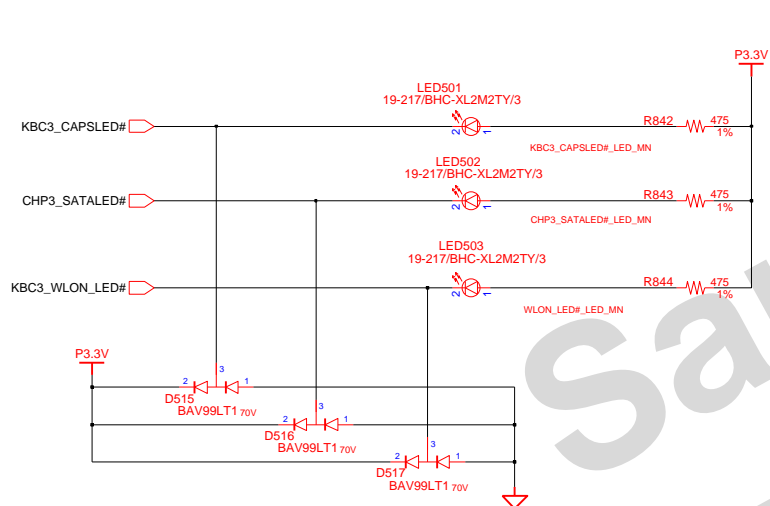 P3.3V
LED501
19-217/BHC-XL2M2TY/3
KBC3_CAPSLED#
2
1
R842
475
1%
KBC3_CAPSLED#_LED_MN
LED502
19-217/BHC-XL2M2TY/3
CHP3_SATALED#
2
1
R843
475
1%
CHP3_SATALED#_LED_MN
LED503
19-217/BHC-XL2M2TY/3
KBC3_WLON_LED#
2
1
R844
475
1%
WLON_LED#_LED_MN
P3.3V
3
2
1
D515
BAV99LT1 70V
3
2
1
D516
BAV99LT1 70V
3
2
1
D517
BAV99LT1 70V